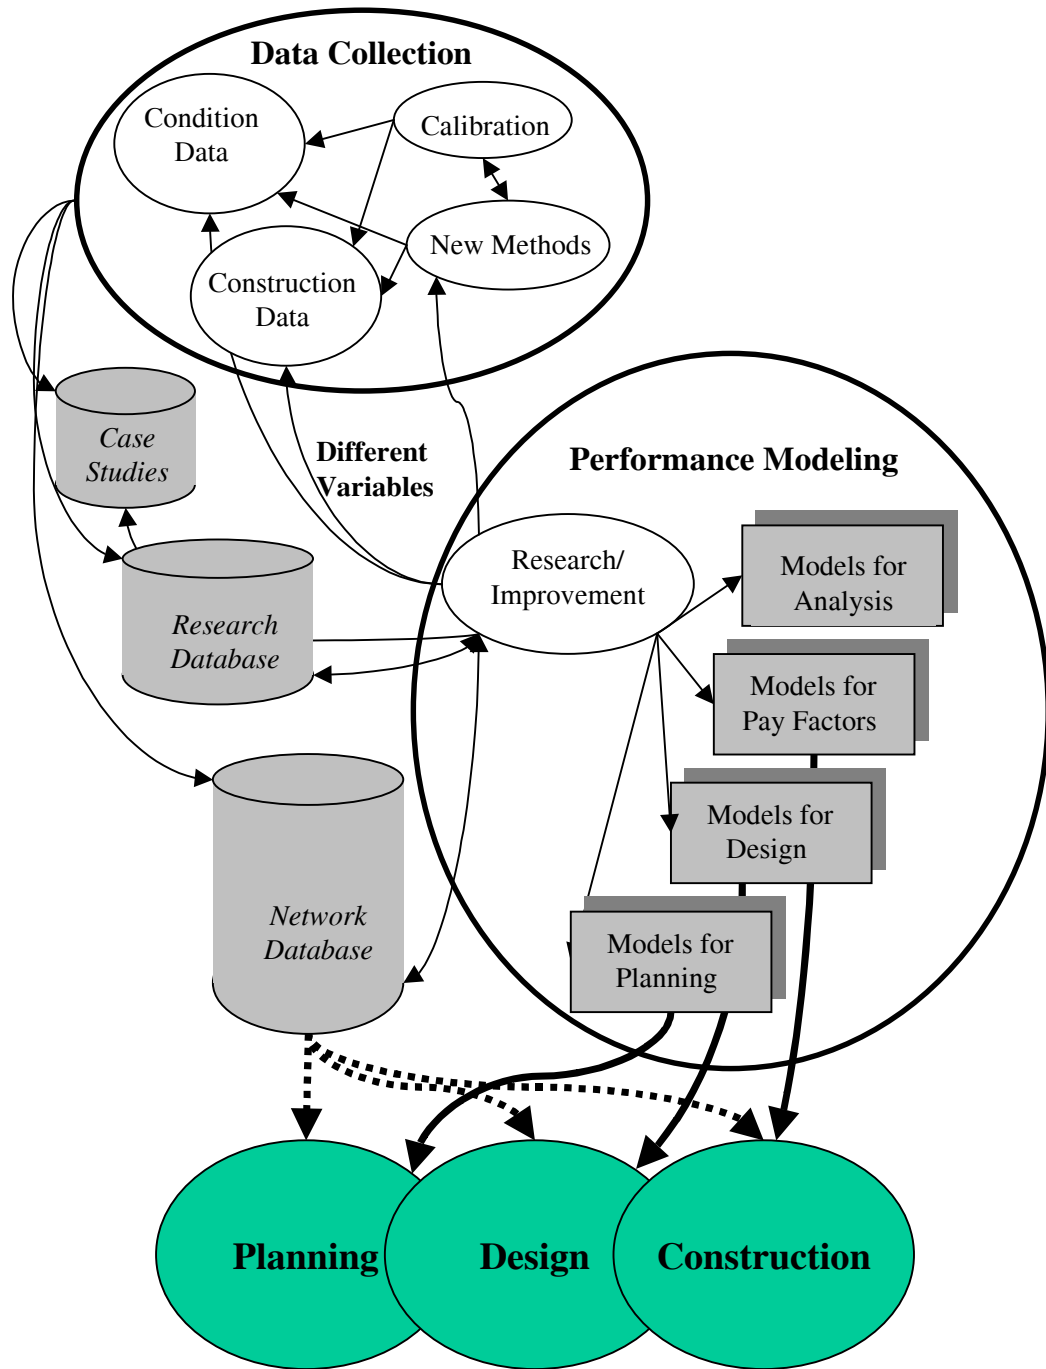 Data Collection
Condition
Data
Calibration
New Methods
Construction
Data
Case
Studies
Different
Variables
Performance Modeling
Research/
Improvement
Models for
Analysis
Research
Database
Models for
Pay Factors
Models for
Design
Network
Database
Models for
Planning
Planning
Design
Construction